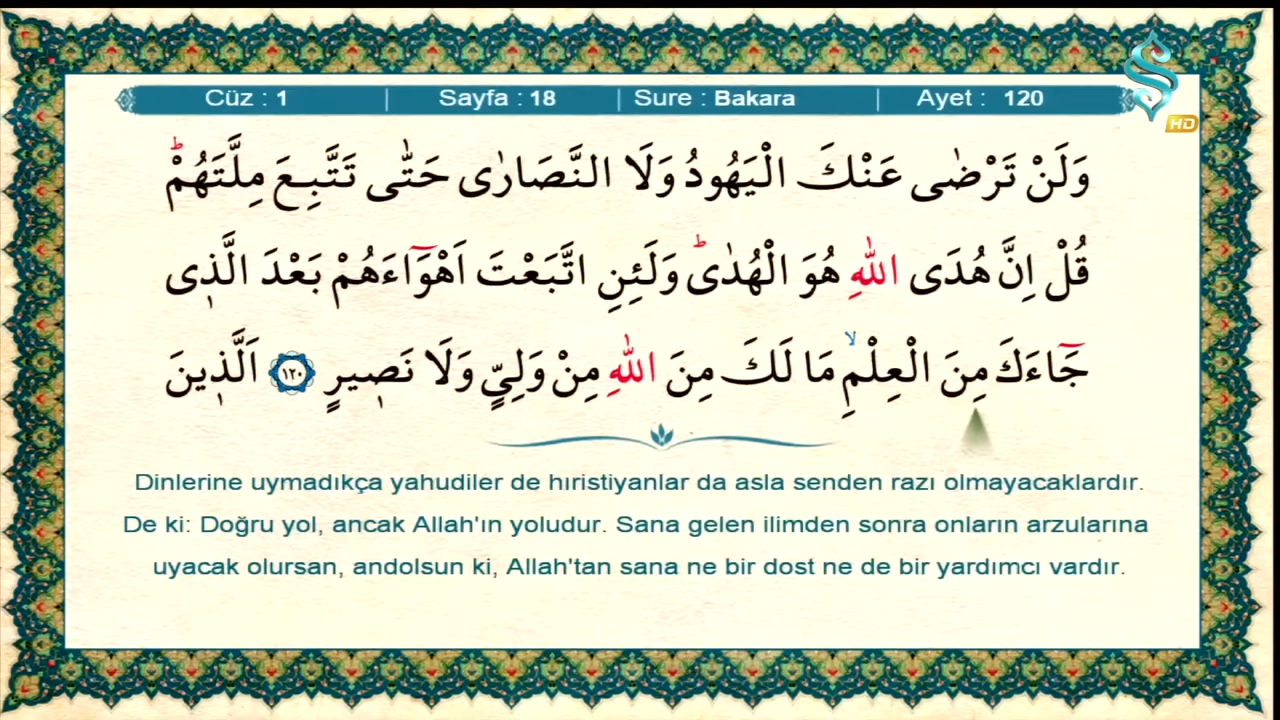 Cüz : 1 | Sayfa : 18 | Sure : Bakara | Ayet : 120
HD
وَلَنْ تَرْضٰى عَنْكَ الْيَهُودُ وَلَا النَّصَارٰى حَتّٰى تَتَّبِعَ مِلَّتَهُمْۜ
قُلْ اِنَّ هُدَى اللّٰهِ هُوَ الْهُدٰىۜ وَلَئِنِ اتَّبَعْتَ اَهْوَٓاءَهُمْ بَعْدَ الَّذ۪ى
جَٓاءَكَ مِنَ الْعِلْمِۙ مَا لَكَ مِنَ اللّٰهِ مِنْ وَلِيٍّ وَلَا نَص۪يرٍ ١٢٠ اَلَّذ۪ينَ
Dinlerine uymadıkça yahudiler de hıristiyanlar da asla senden razı olmayacaklardır.
De ki: Doğru yol, ancak Allah'ın yoludur. Sana gelen ilimden sonra onların arzularına
uyacak olursan, andolsun ki, Allah'tan sana ne bir dost ne de bir yardımcı vardır.